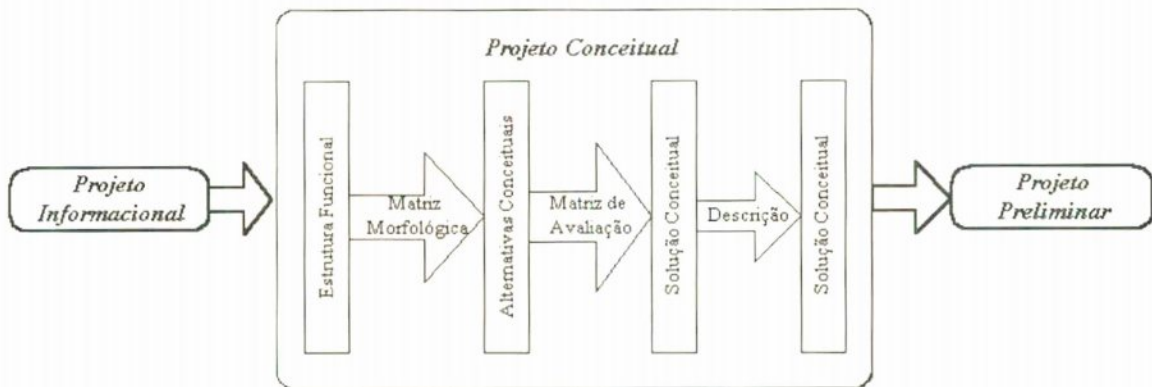 Projeto Conceitual
Projeto
Informacional
Estrutura Funcional
Matriz
Morfológica
Alternativas Conceituais
Matriz de
Avaliação
Solução Conceitual
Descrição
Solução Conceitual
Projeto
Preliminar